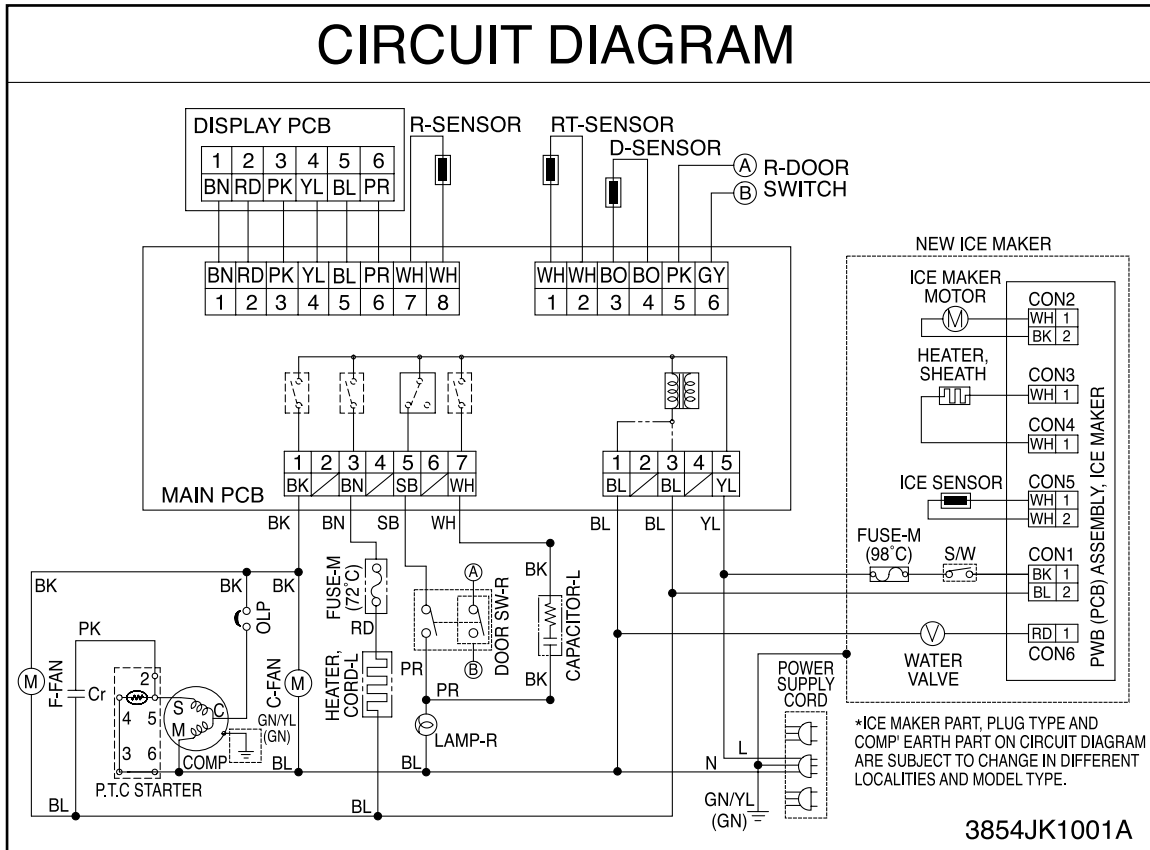 CIRCUIT DIAGRAM
DISPLAY PCB
1 2 3 4 5 6
BN RD PK YL BL PR
R-SENSOR
RT-SENSOR
D-SENSOR
A R-DOOR
B SWITCH
BN RD PK YL BL PR WH WH
1 2 3 4 5 6 7 8
WH WH BO BO PK GY
1 2 3 4 5 6
1 2 3 4 5 6 7
BK BN SB WH
1 2 3 4 5
BL BL YL
MAIN PCB
BK BN SB WH BL BL YL
NEW ICE MAKER
ICE MAKER
MOTOR
M
CON2
WH 1
BK 2
HEATER,
SHEATH
CON3
WH 1
CON4
WH 1
ICE SENSOR
CON5
WH 1
WH 2
FUSE-M
(98°C)
S/W
CON1
BK 1
BL 2
V
WATER
VALVE
RD 1
CON6
PWB (PCB) ASSEMBLY, ICE MAKER
BK BK BK
OLP
PK
M
F-FAN
Cr
2
4 5
3 6
P.T.C STARTER
S C
M
COMP
GN/YL
(GN)
C-FAN
M
FUSE-M
(72°C)
RD
HEATER,
CORD-L
A
B
DOOR SW-R
PR
PR
LAMP-R
BK
CAPACITOR-L
BK
BL
BL
BL
BL
POWER
SUPPLY
CORD
L
N
GN/YL
(GN)
*ICE MAKER PART, PLUG TYPE AND
COMP' EARTH PART ON CIRCUIT DIAGRAM
ARE SUBJECT TO CHANGE IN DIFFERENT
LOCALITIES AND MODEL TYPE.
3854JK1001A